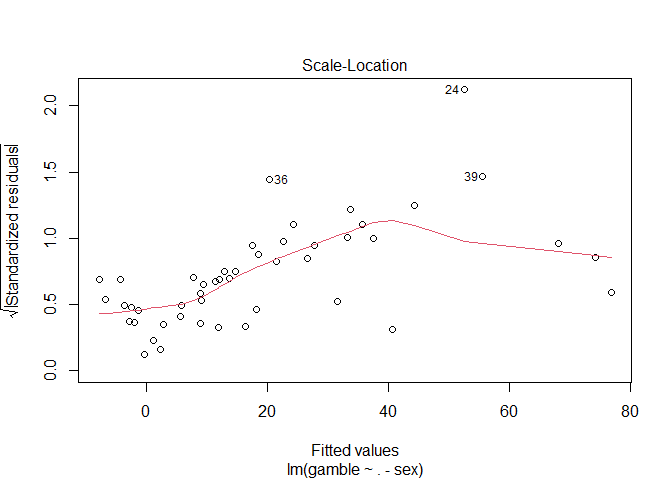 Scale-Location
√|Standardized residuals|
2.0
1.5
1.0
0.5
0.0
24
39
36
0 20 40 60 80
Fitted values
lm(gamble ~ . - sex)